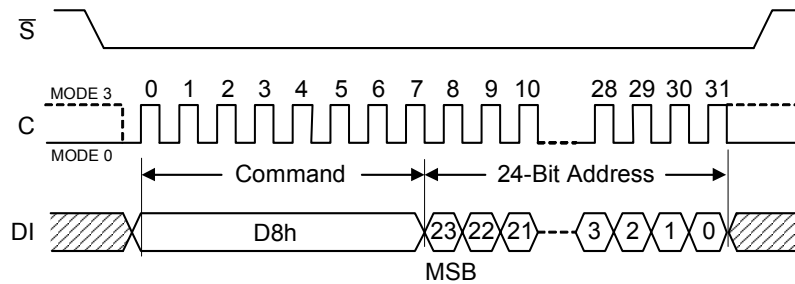 S
MODE 3
0 1 2 3 4 5 6 7 8 9 10 28 29 30 31
C
MODE 0
Command 24-Bit Address
DI D8h 23 22 21 3 2 1 0
MSB